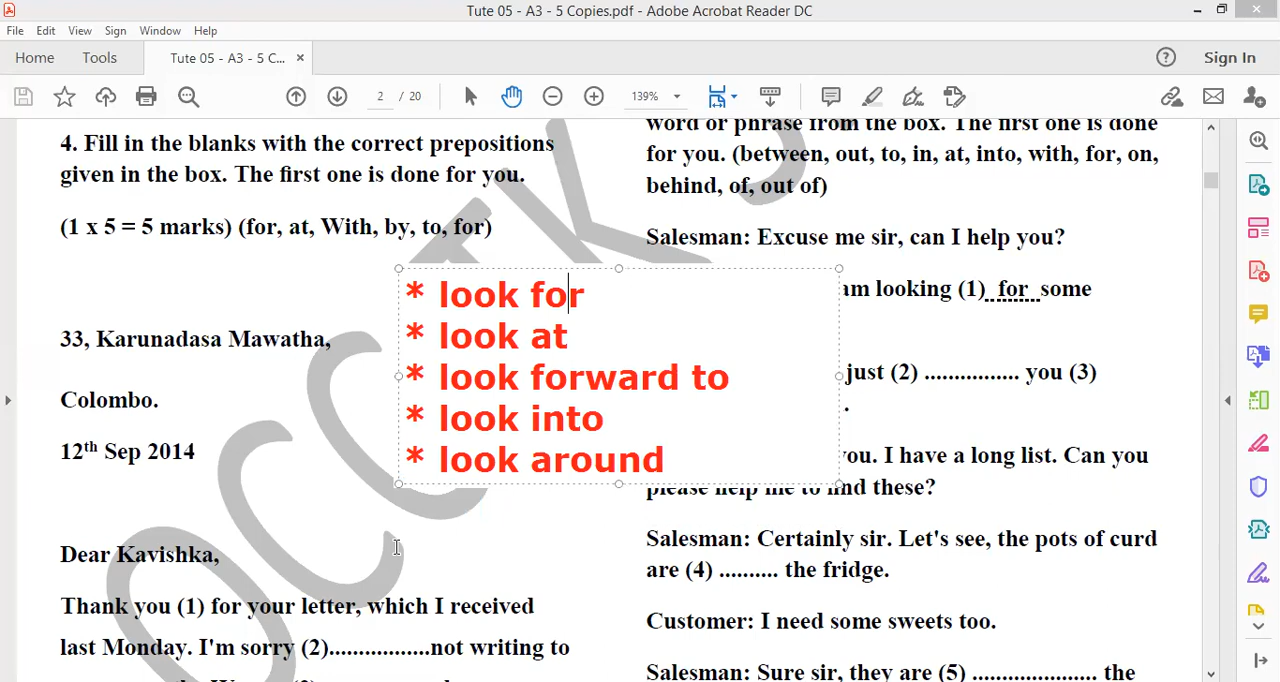 Tute 05 - A3 - 5 Copies.pdf - Adobe Acrobat Reader DC
File Edit View Sign Window Help
Home Tools Tute 05 - A3 - 5 C... × Sign In
2 / 20 139%
4. Fill in the blanks with the correct prepositions
given in the box. The first one is done for you.
(1 x 5 = 5 marks) (for, at, With, by, to, for)
33, Karunadasa Mawatha,
Colombo.
12th Sep 2014
Dear Kavishka,
Thank you (1) for your letter, which I received
last Monday. I'm sorry (2).................not writing to
* look for
* look at
* look forward to
* look into
* look around
word or phrase from the box. The first one is done
for you. (between, out, to, in, at, into, with, for, on,
behind, of, out of)
Salesman: Excuse me sir, can I help you?
am looking (1) for some
just (2) ................ you (3)
.
you. I have a long list. Can you
please help me to find these?
Salesman: Certainly sir. Let's see, the pots of curd
are (4) .......... the fridge.
Customer: I need some sweets too.
Salesman: Sure sir, they are (5) ..................... the